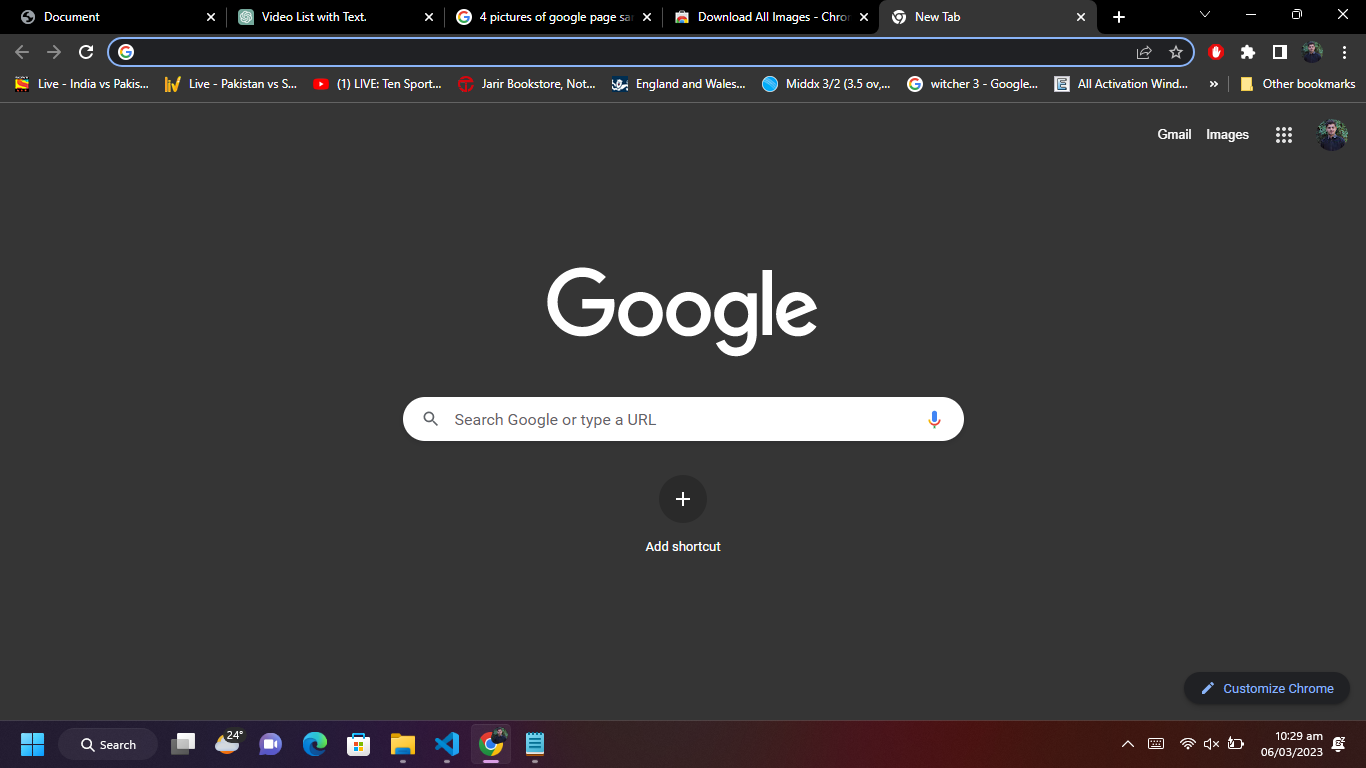 Document
Video List with Text.
4 pictures of google page sa
Download All Images - Chro
New Tab
Live - India vs Pakis...
Live - Pakistan vs S...
(1) LIVE: Ten Sport...
Jarir Bookstore, Not...
England and Wales...
Middx 3/2 (3.5 ov,...
witcher 3 - Google...
All Activation Wind...
»
Other bookmarks
Gmail
Images
Google
Search Google or type a URL
Add shortcut
Customize Chrome
Search
24°
10:29 am
06/03/2023